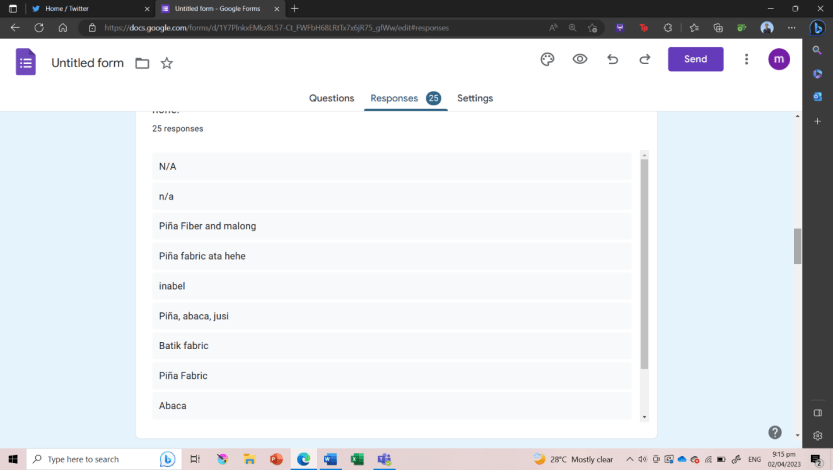 Home / Twitter
Untitled form - Google Forms
https://docs.google.com/forms/d/1Y7PlnkxEMkz8L57-Ct_FWFbH68LRtTx7x6jR75_gfWw/edit#responses
Untitled form
Send
m
Questions
Responses 25
Settings
none.
25 responses
N/A
n/a
Piña Fiber and malong
Piña fabric ata hehe
inabel
Piña, abaca, jusi
Batik fabric
Piña Fabric
Abaca
Type here to search
28°C Mostly clear
ENG
9:15 pm
02/04/2023